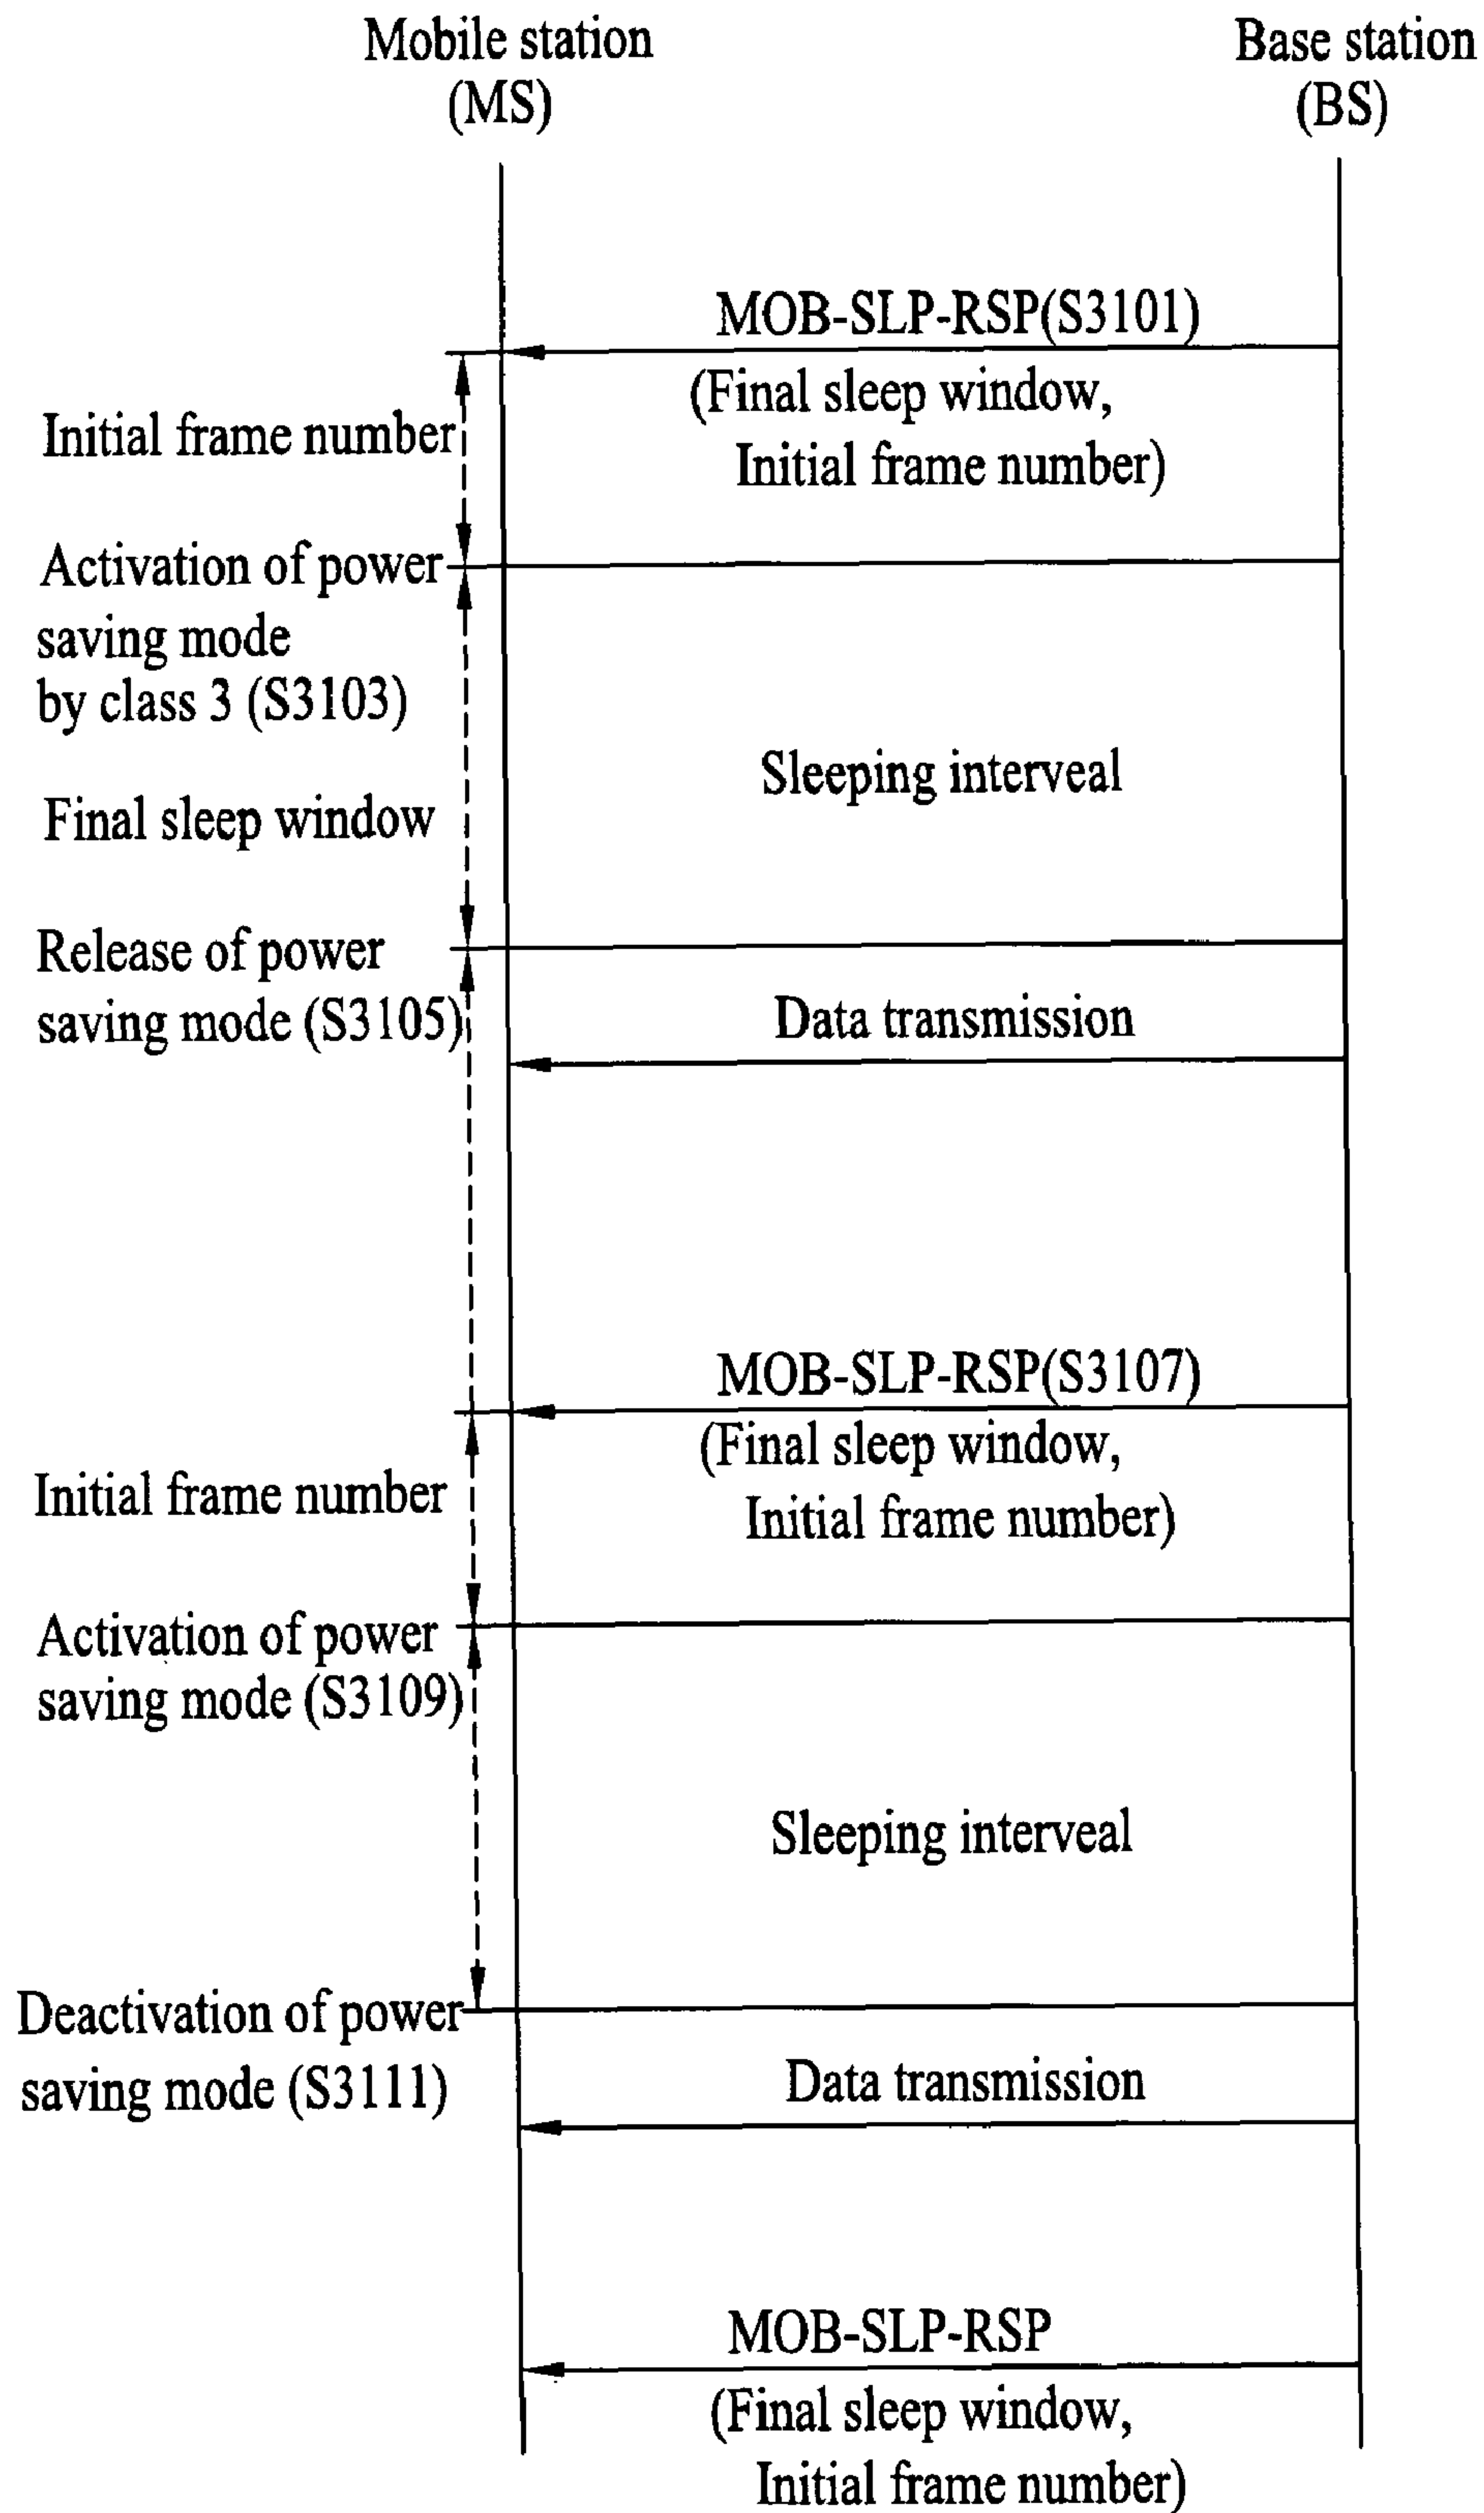 Mobile station
(MS)
Base station
(BS)
MOB-SLP-RSP(S3101)
(Final sleep window,
Initial frame number)
Initial frame number
Activation of power
saving mode
by class 3 (S3103)
Sleeping interveal
Final sleep window
Release of power
saving mode (S3105)
Data transmission
MOB-SLP-RSP(S3107)
(Final sleep window,
Initial frame number)
Initial frame number
Activation of power
saving mode (S3109)
Sleeping interveal
Deactivation of power
saving mode (S3111)
Data transmission
MOB-SLP-RSP
(Final sleep window,
Initial frame number)